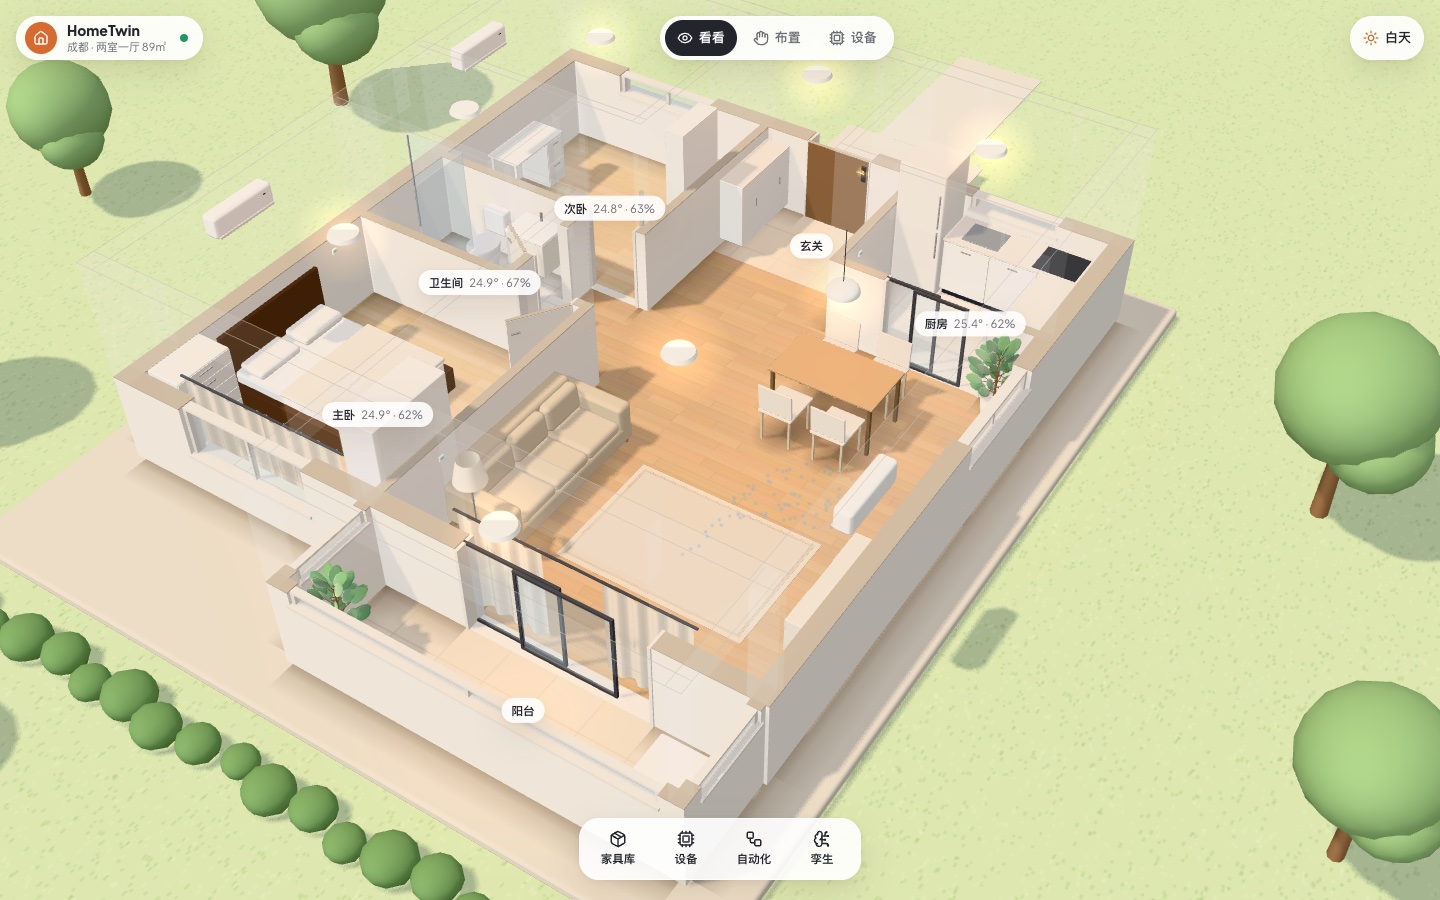 HomeTwin
成都 · 两室一厅 89㎡
看看
布置
设备
白天
次卧 24.8° · 63%
玄关
卫生间 24.9° · 67%
厨房 25.4° · 62%
主卧 24.9° · 62%
阳台
家具库
设备
自动化
孪生